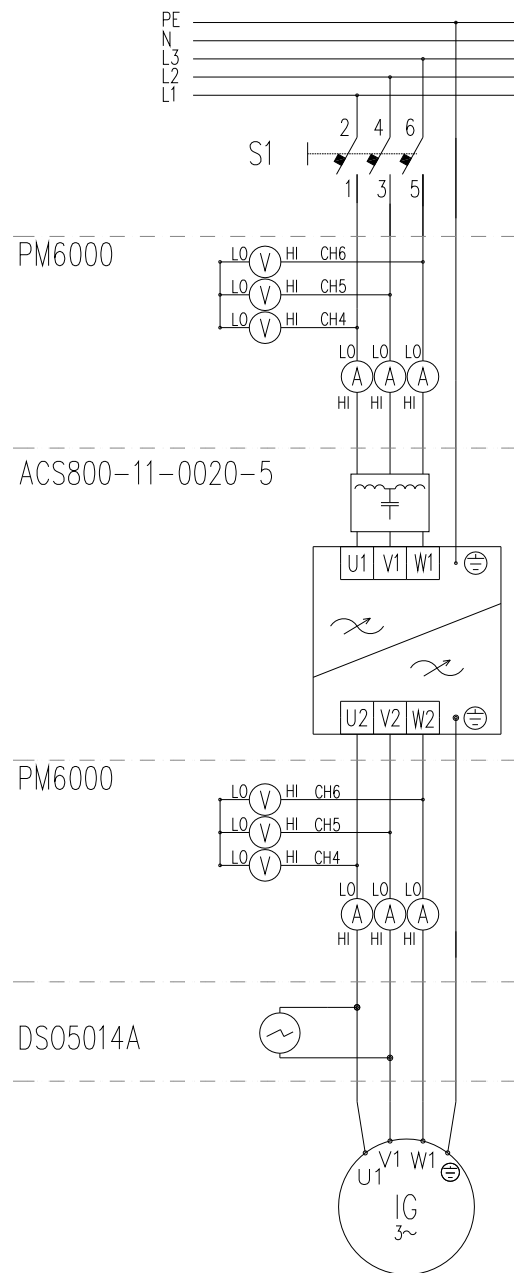 PE
N
L3
L2
L1
2 4 6
S1
1 3 5
PM6000
LO V HI CH6
LO V HI CH5
LO V HI CH4
LO LO LO
A A A
HI HI HI
ACS800-11-0020-5
U1 V1 W1
U2 V2 W2
PM6000
LO V HI CH6
LO V HI CH5
LO V HI CH4
LO LO LO
A A A
HI HI HI
DSO5014A
U1 V1 W1
IG
3~